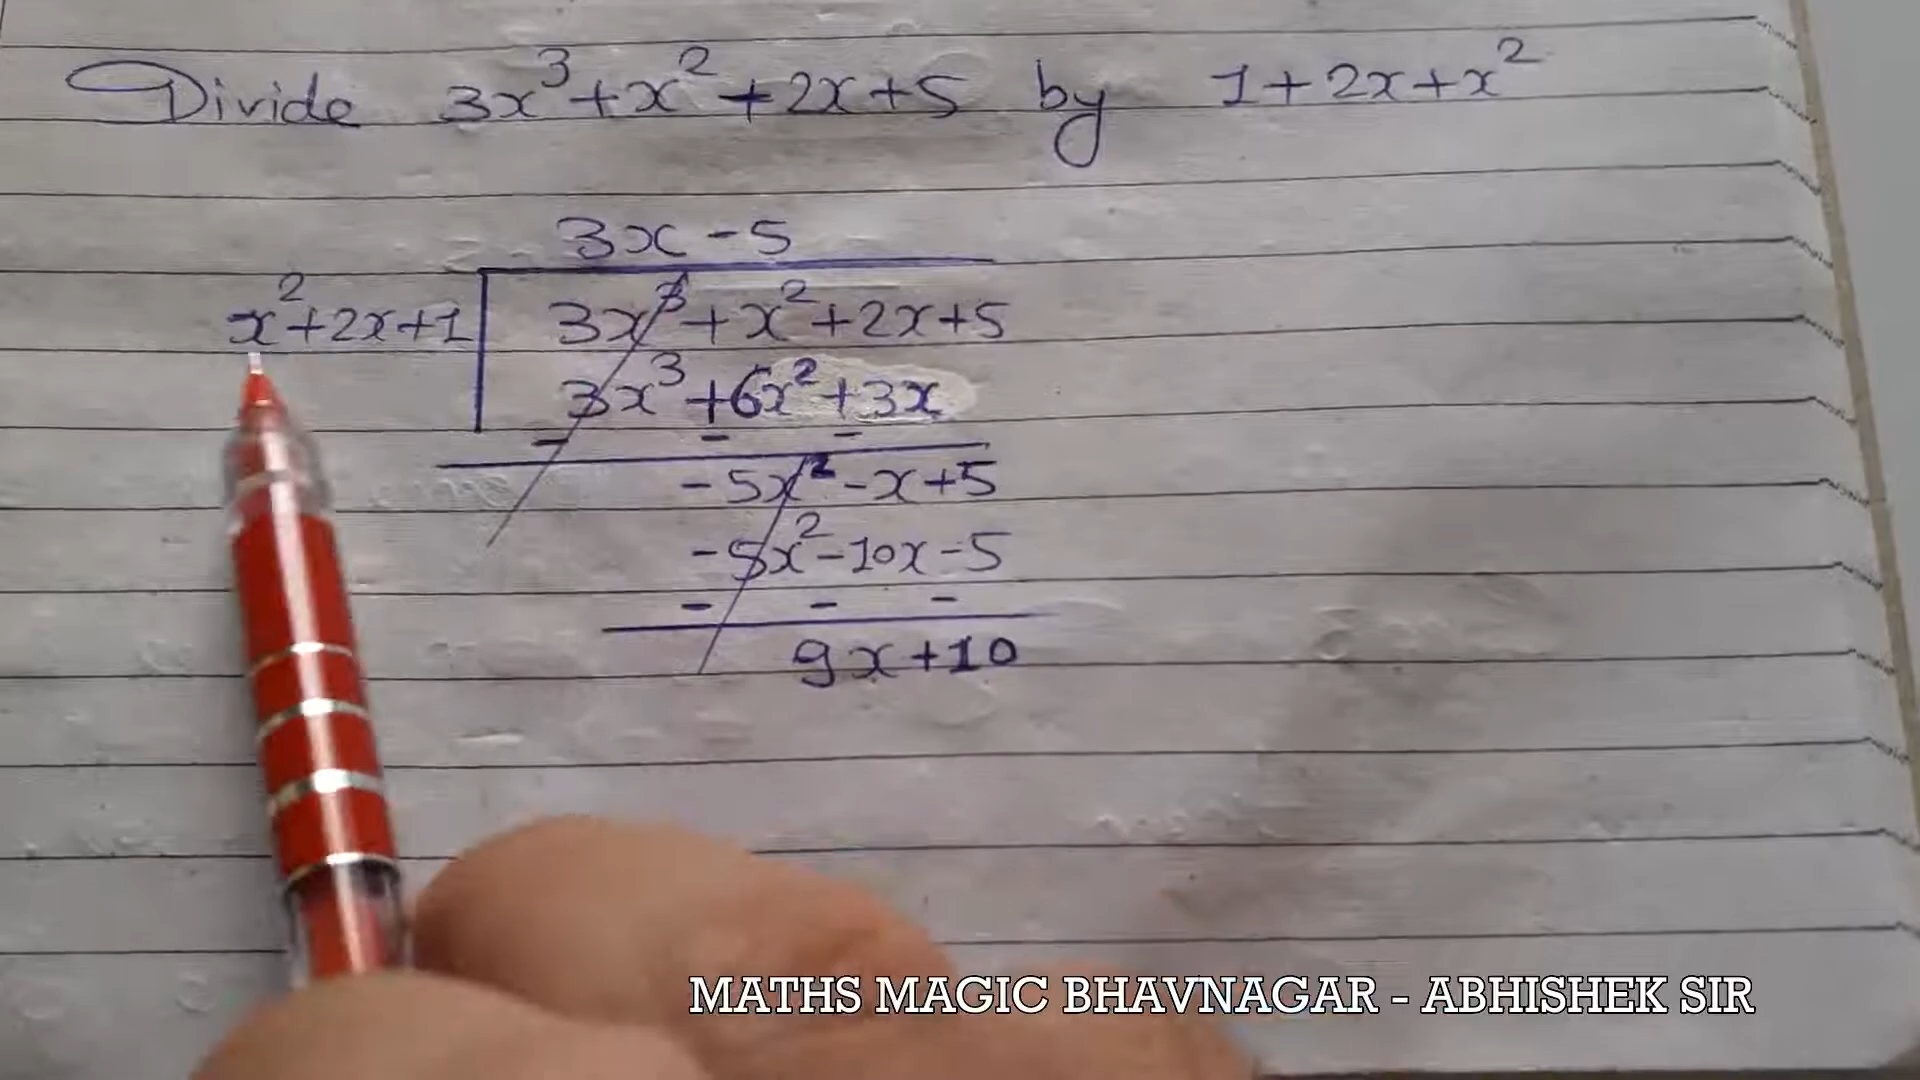 Divide 3x³+x²+2x+5 by 1+2x+x²
3x-5
x²+2x+1 3x³+x²+2x+5
3x³+6x²+3x
- - -
-5x²-x+5
-5x²-10x-5
- - -
9x+10
MATHS MAGIC BHAVNAGAR - ABHISHEK SIR